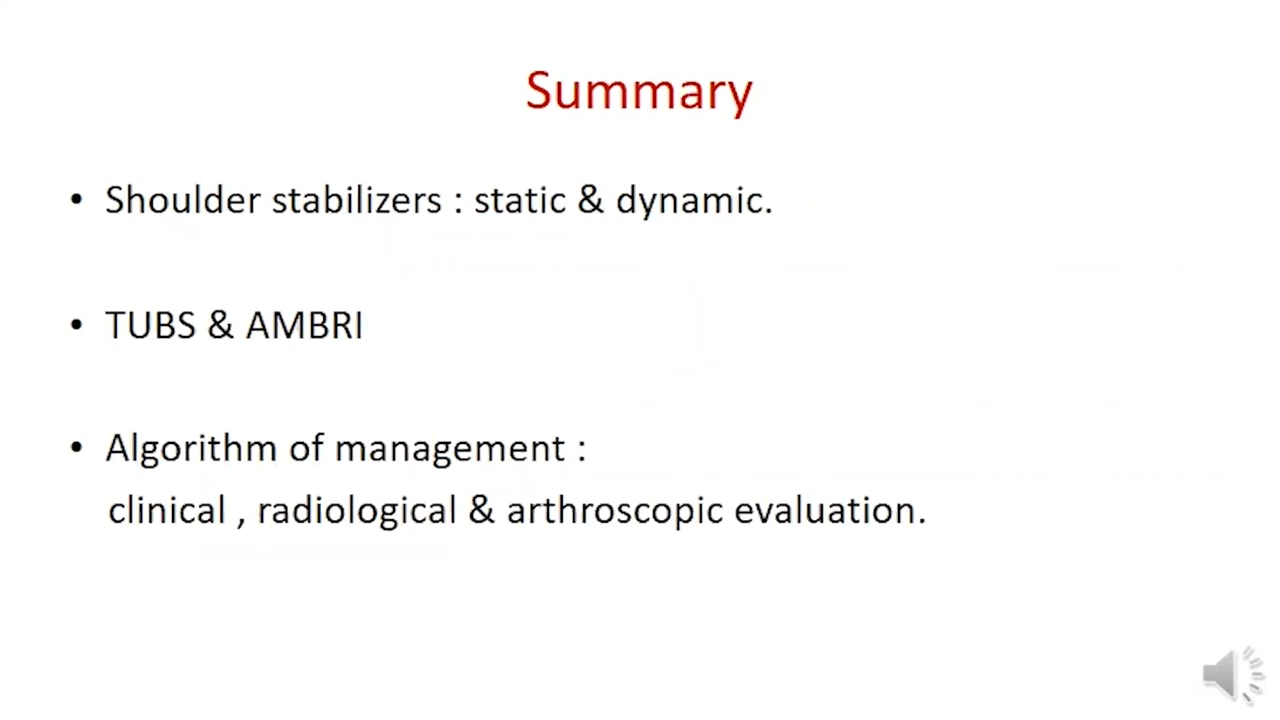 Summary
• Shoulder stabilizers : static & dynamic.
• TUBS & AMBRI
• Algorithm of management :
clinical , radiological & arthroscopic evaluation.